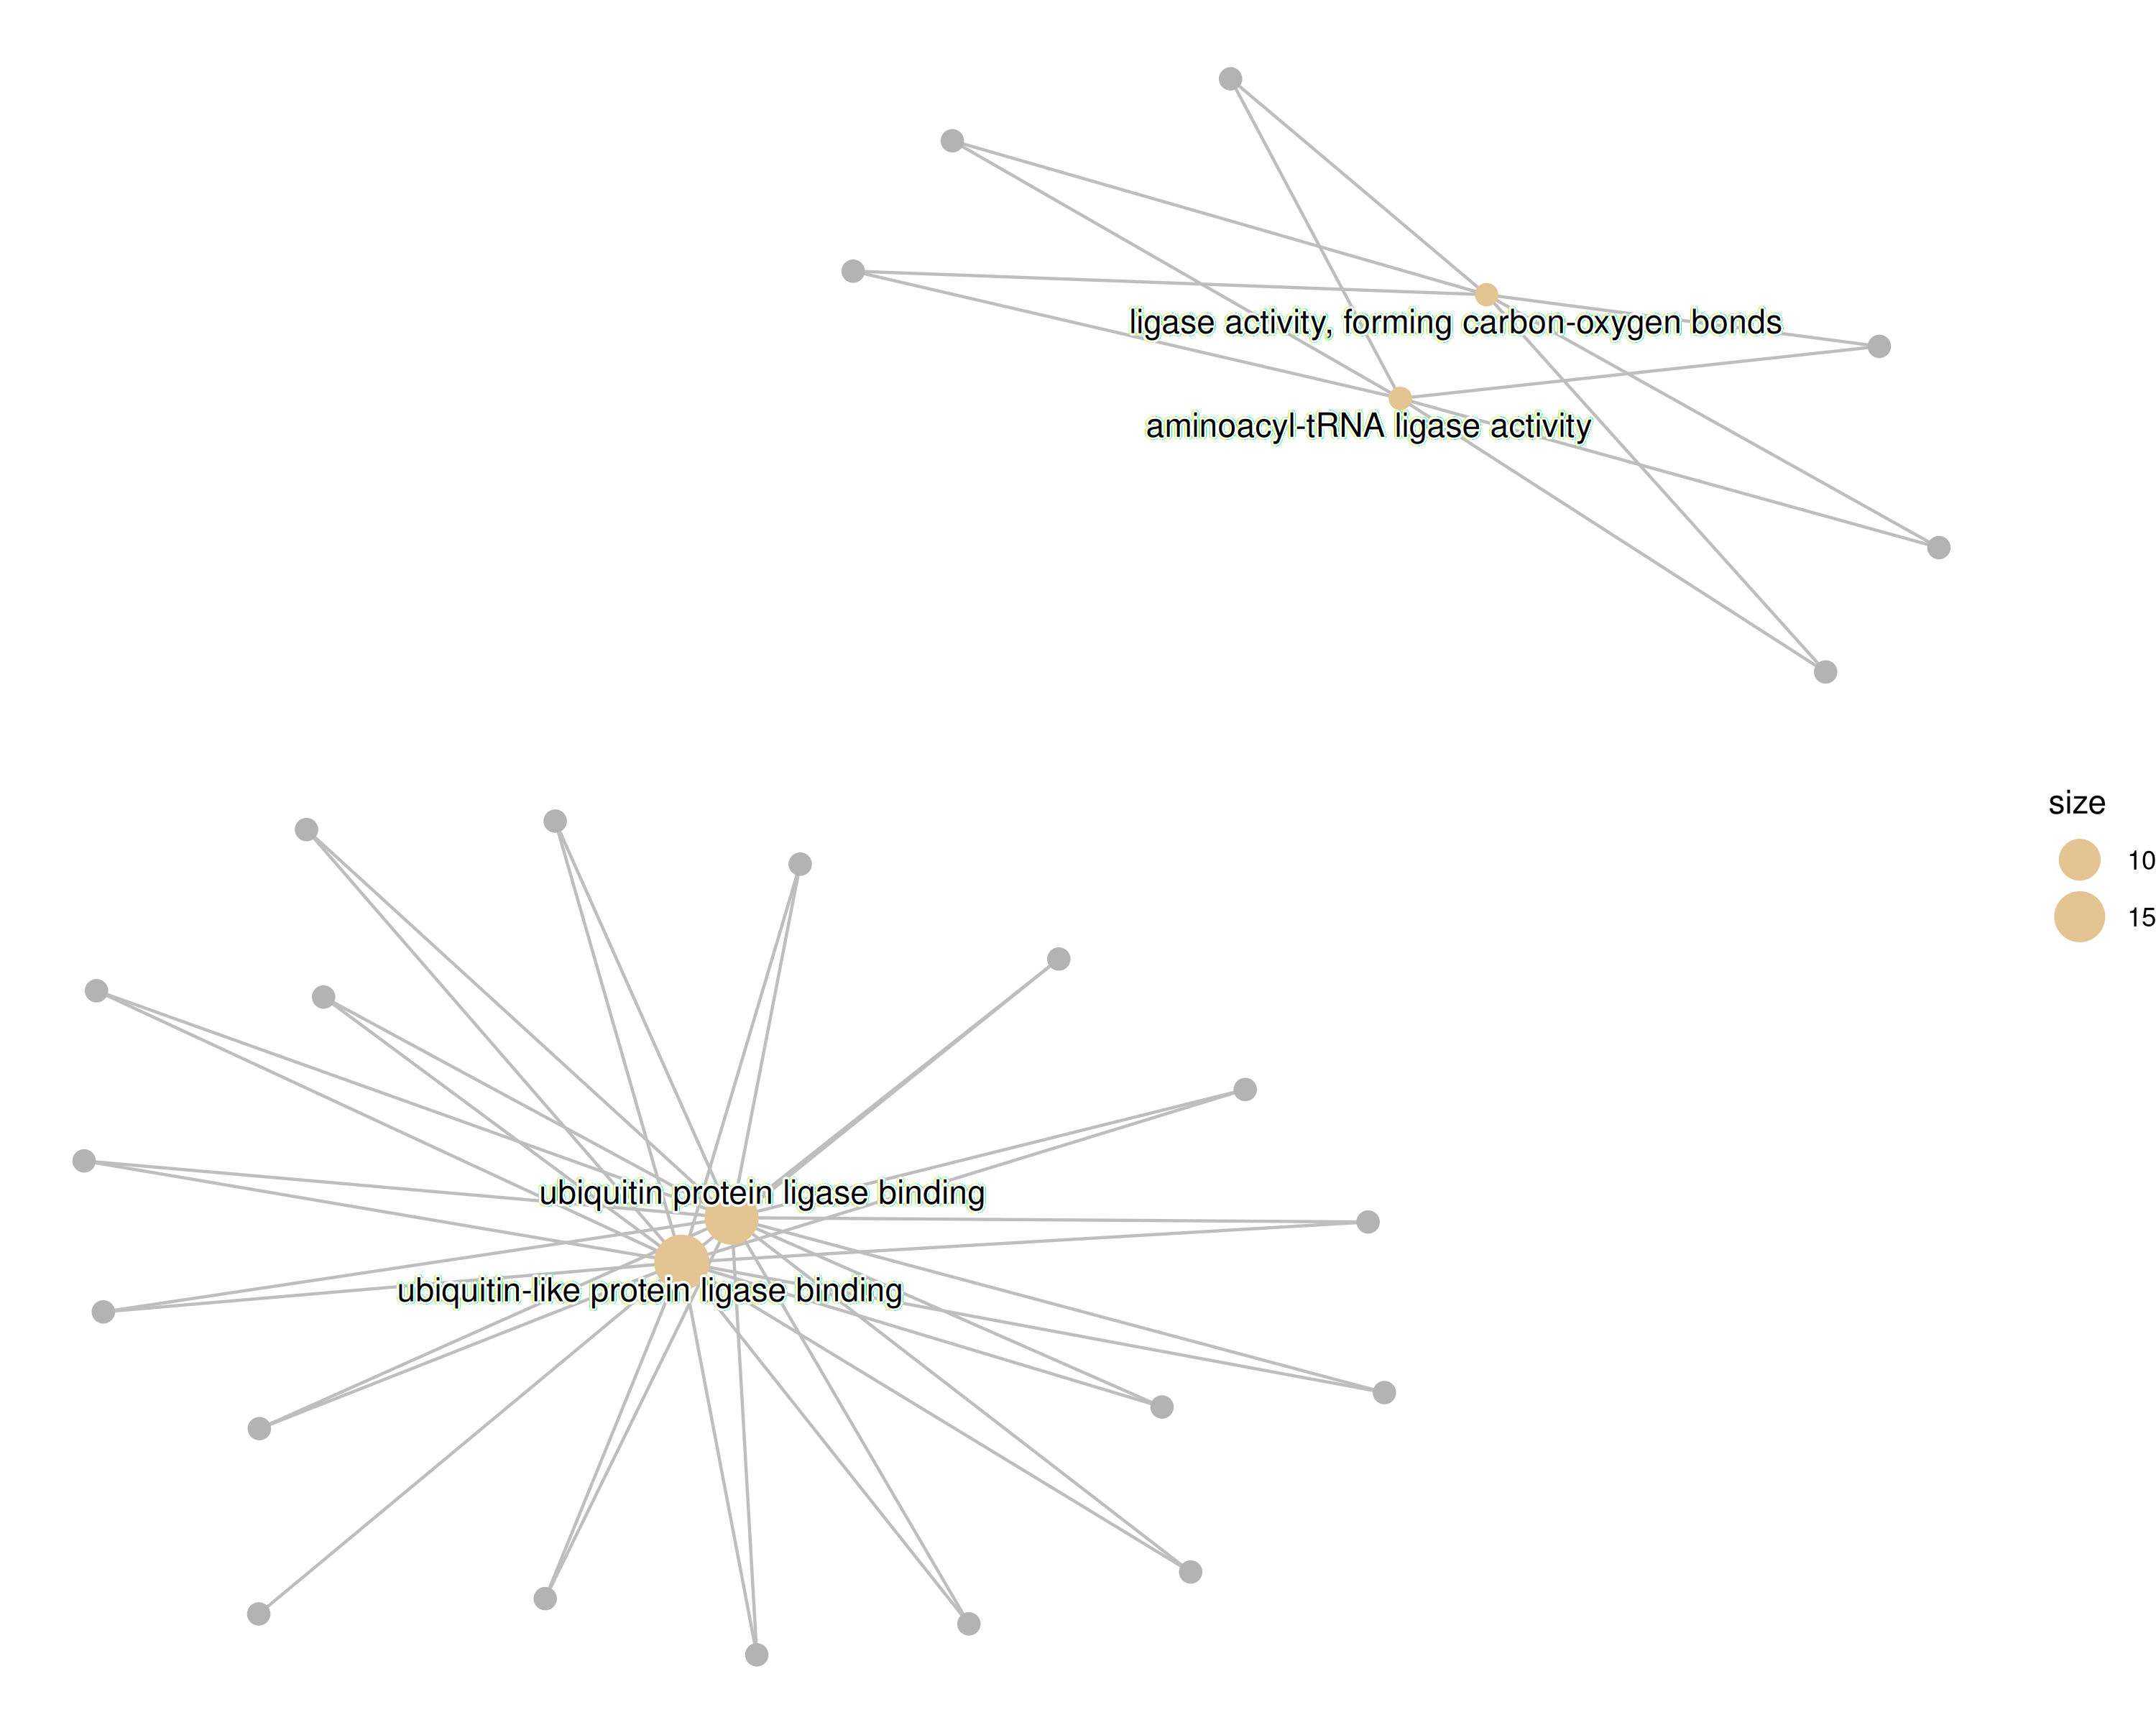 ligase activity, forming carbon-oxygen bonds
aminoacyl-tRNA ligase activity
size
10
15
ubiquitin protein ligase binding
ubiquitin-like protein ligase binding